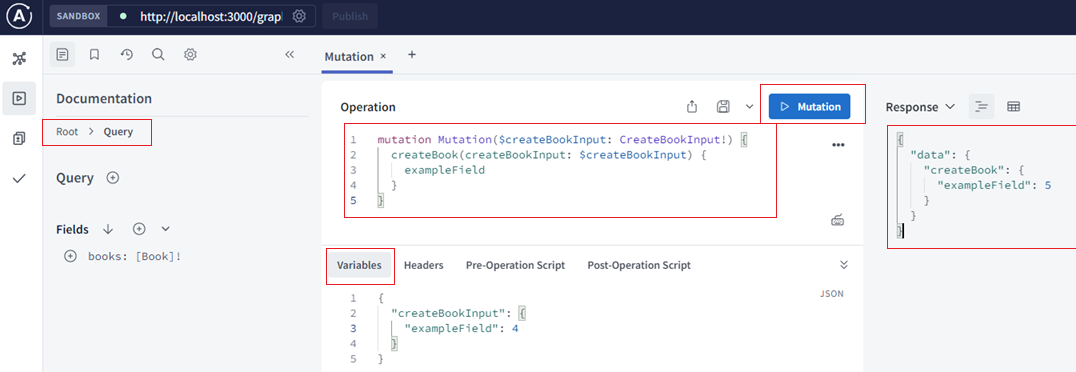 SANDBOX
http://localhost:3000/grap
Publish
Documentation
Root > Query
Query
Fields
books: [Book]!
Mutation ×
Operation
Mutation
1 mutation Mutation($createBookInput: CreateBookInput!) {
2 createBook(createBookInput: $createBookInput) {
3 exampleField
4 }
5 }
Variables Headers Pre-Operation Script Post-Operation Script
JSON
1 {
2 "createBookInput": {
3 "exampleField": 4
4 }
5 }
Response
{
"data": {
"createBook": {
"exampleField": 5
}
}
}